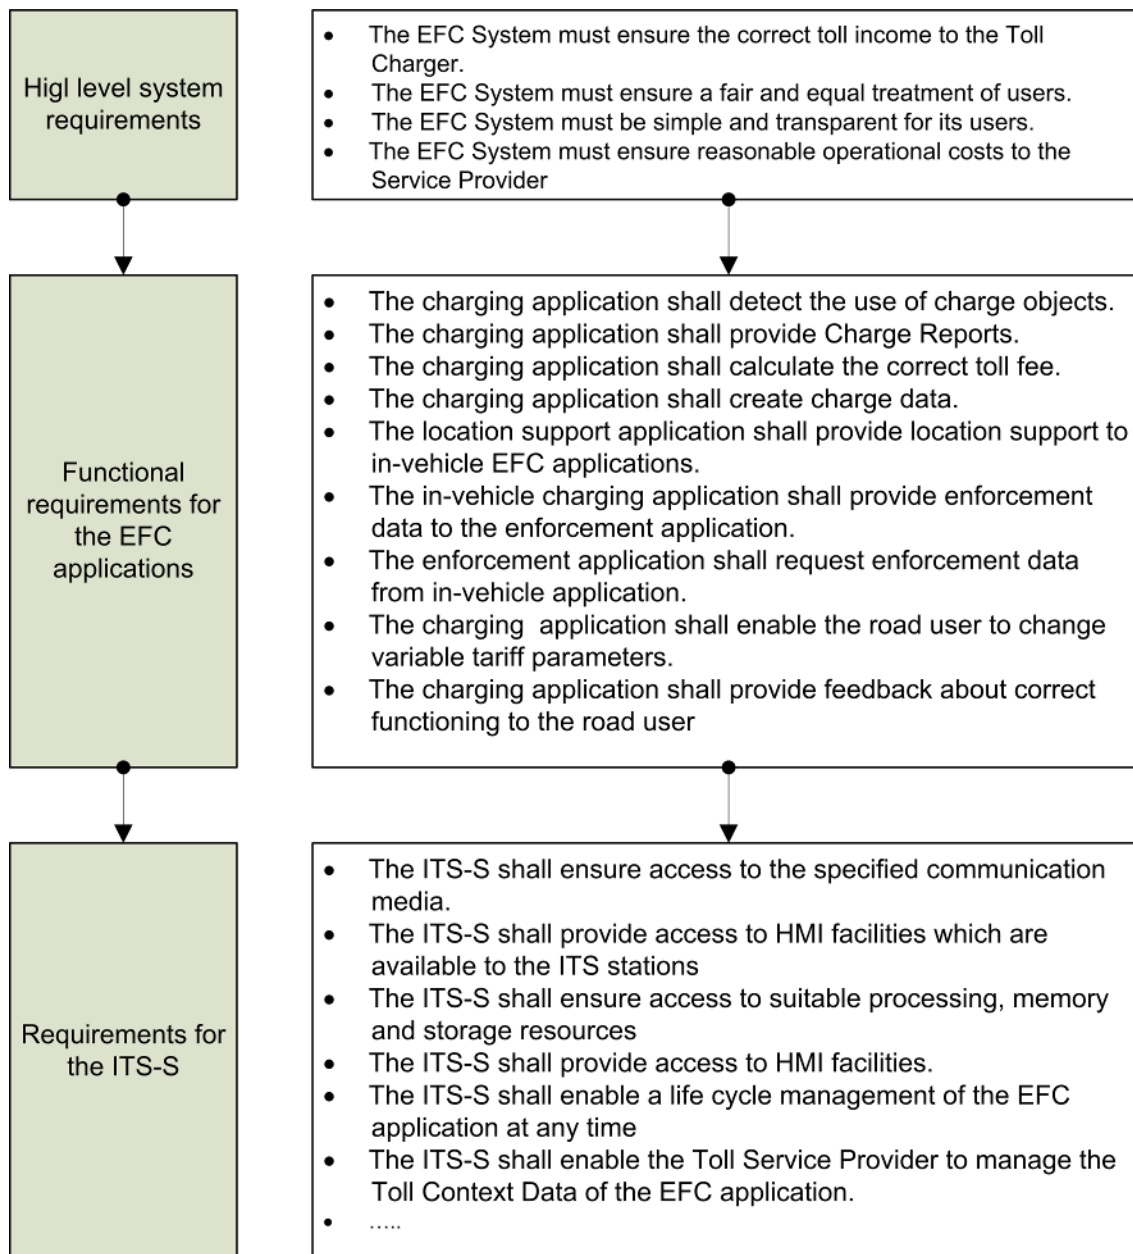 Higl level system
requirements
• The EFC System must ensure the correct toll income to the Toll
Charger.
• The EFC System must ensure a fair and equal treatment of users.
• The EFC System must be simple and transparent for its users.
• The EFC System must ensure reasonable operational costs to the
Service Provider
Functional
requirements for
the EFC
applications
• The charging application shall detect the use of charge objects.
• The charging application shall provide Charge Reports.
• The charging application shall calculate the correct toll fee.
• The charging application shall create charge data.
• The location support application shall provide location support to
in-vehicle EFC applications.
• The in-vehicle charging application shall provide enforcement
data to the enforcement application.
• The enforcement application shall request enforcement data
from in-vehicle application.
• The charging  application shall enable the road user to change
variable tariff parameters.
• The charging application shall provide feedback about correct
functioning to the road user
Requirements for
the ITS-S
• The ITS-S shall ensure access to the specified communication
media.
• The ITS-S shall provide access to HMI facilities which are
available to the ITS stations
• The ITS-S shall ensure access to suitable processing, memory
and storage resources
• The ITS-S shall provide access to HMI facilities.
• The ITS-S shall enable a life cycle management of the EFC
application at any time
• The ITS-S shall enable the Toll Service Provider to manage the
Toll Context Data of the EFC application.
• .....